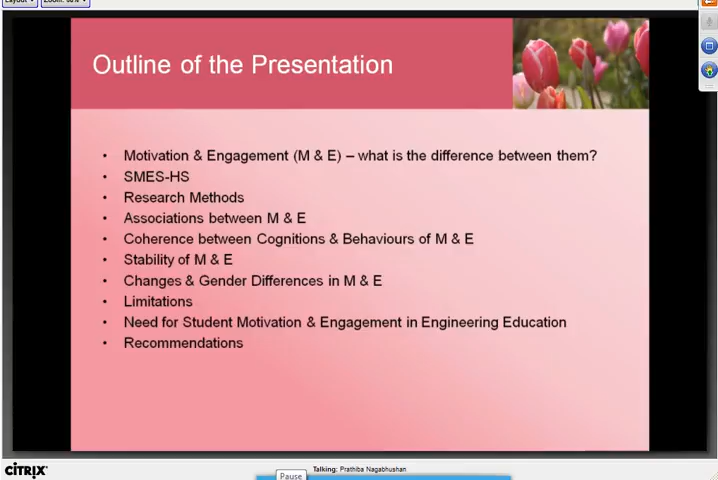 Outline of the Presentation
• Motivation & Engagement (M & E) – what is the difference between them?
• SMES-HS
• Research Methods
• Associations between M & E
• Coherence between Cognitions & Behaviours of M & E
• Stability of M & E
• Changes & Gender Differences in M & E
• Limitations
• Need for Student Motivation & Engagement in Engineering Education
• Recommendations
CITRIX
Talking: Prathiba Nagabhushan
Pause